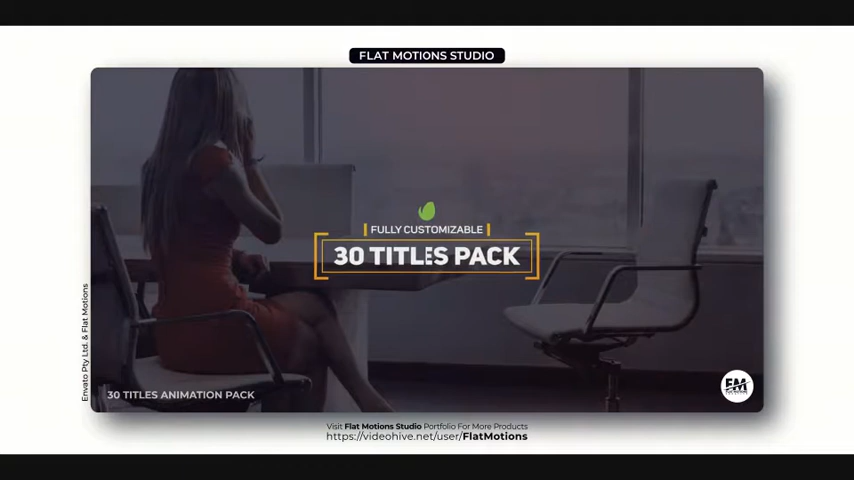 FLAT MOTIONS STUDIO
FULLY CUSTOMIZABLE
30 TITLES PACK
Envato Pty Ltd. & Flat Motions
30 TITLES ANIMATION PACK
FM
Visit Flat Motions Studio Portfolio For More Products
https://videohive.net/user/FlatMotions